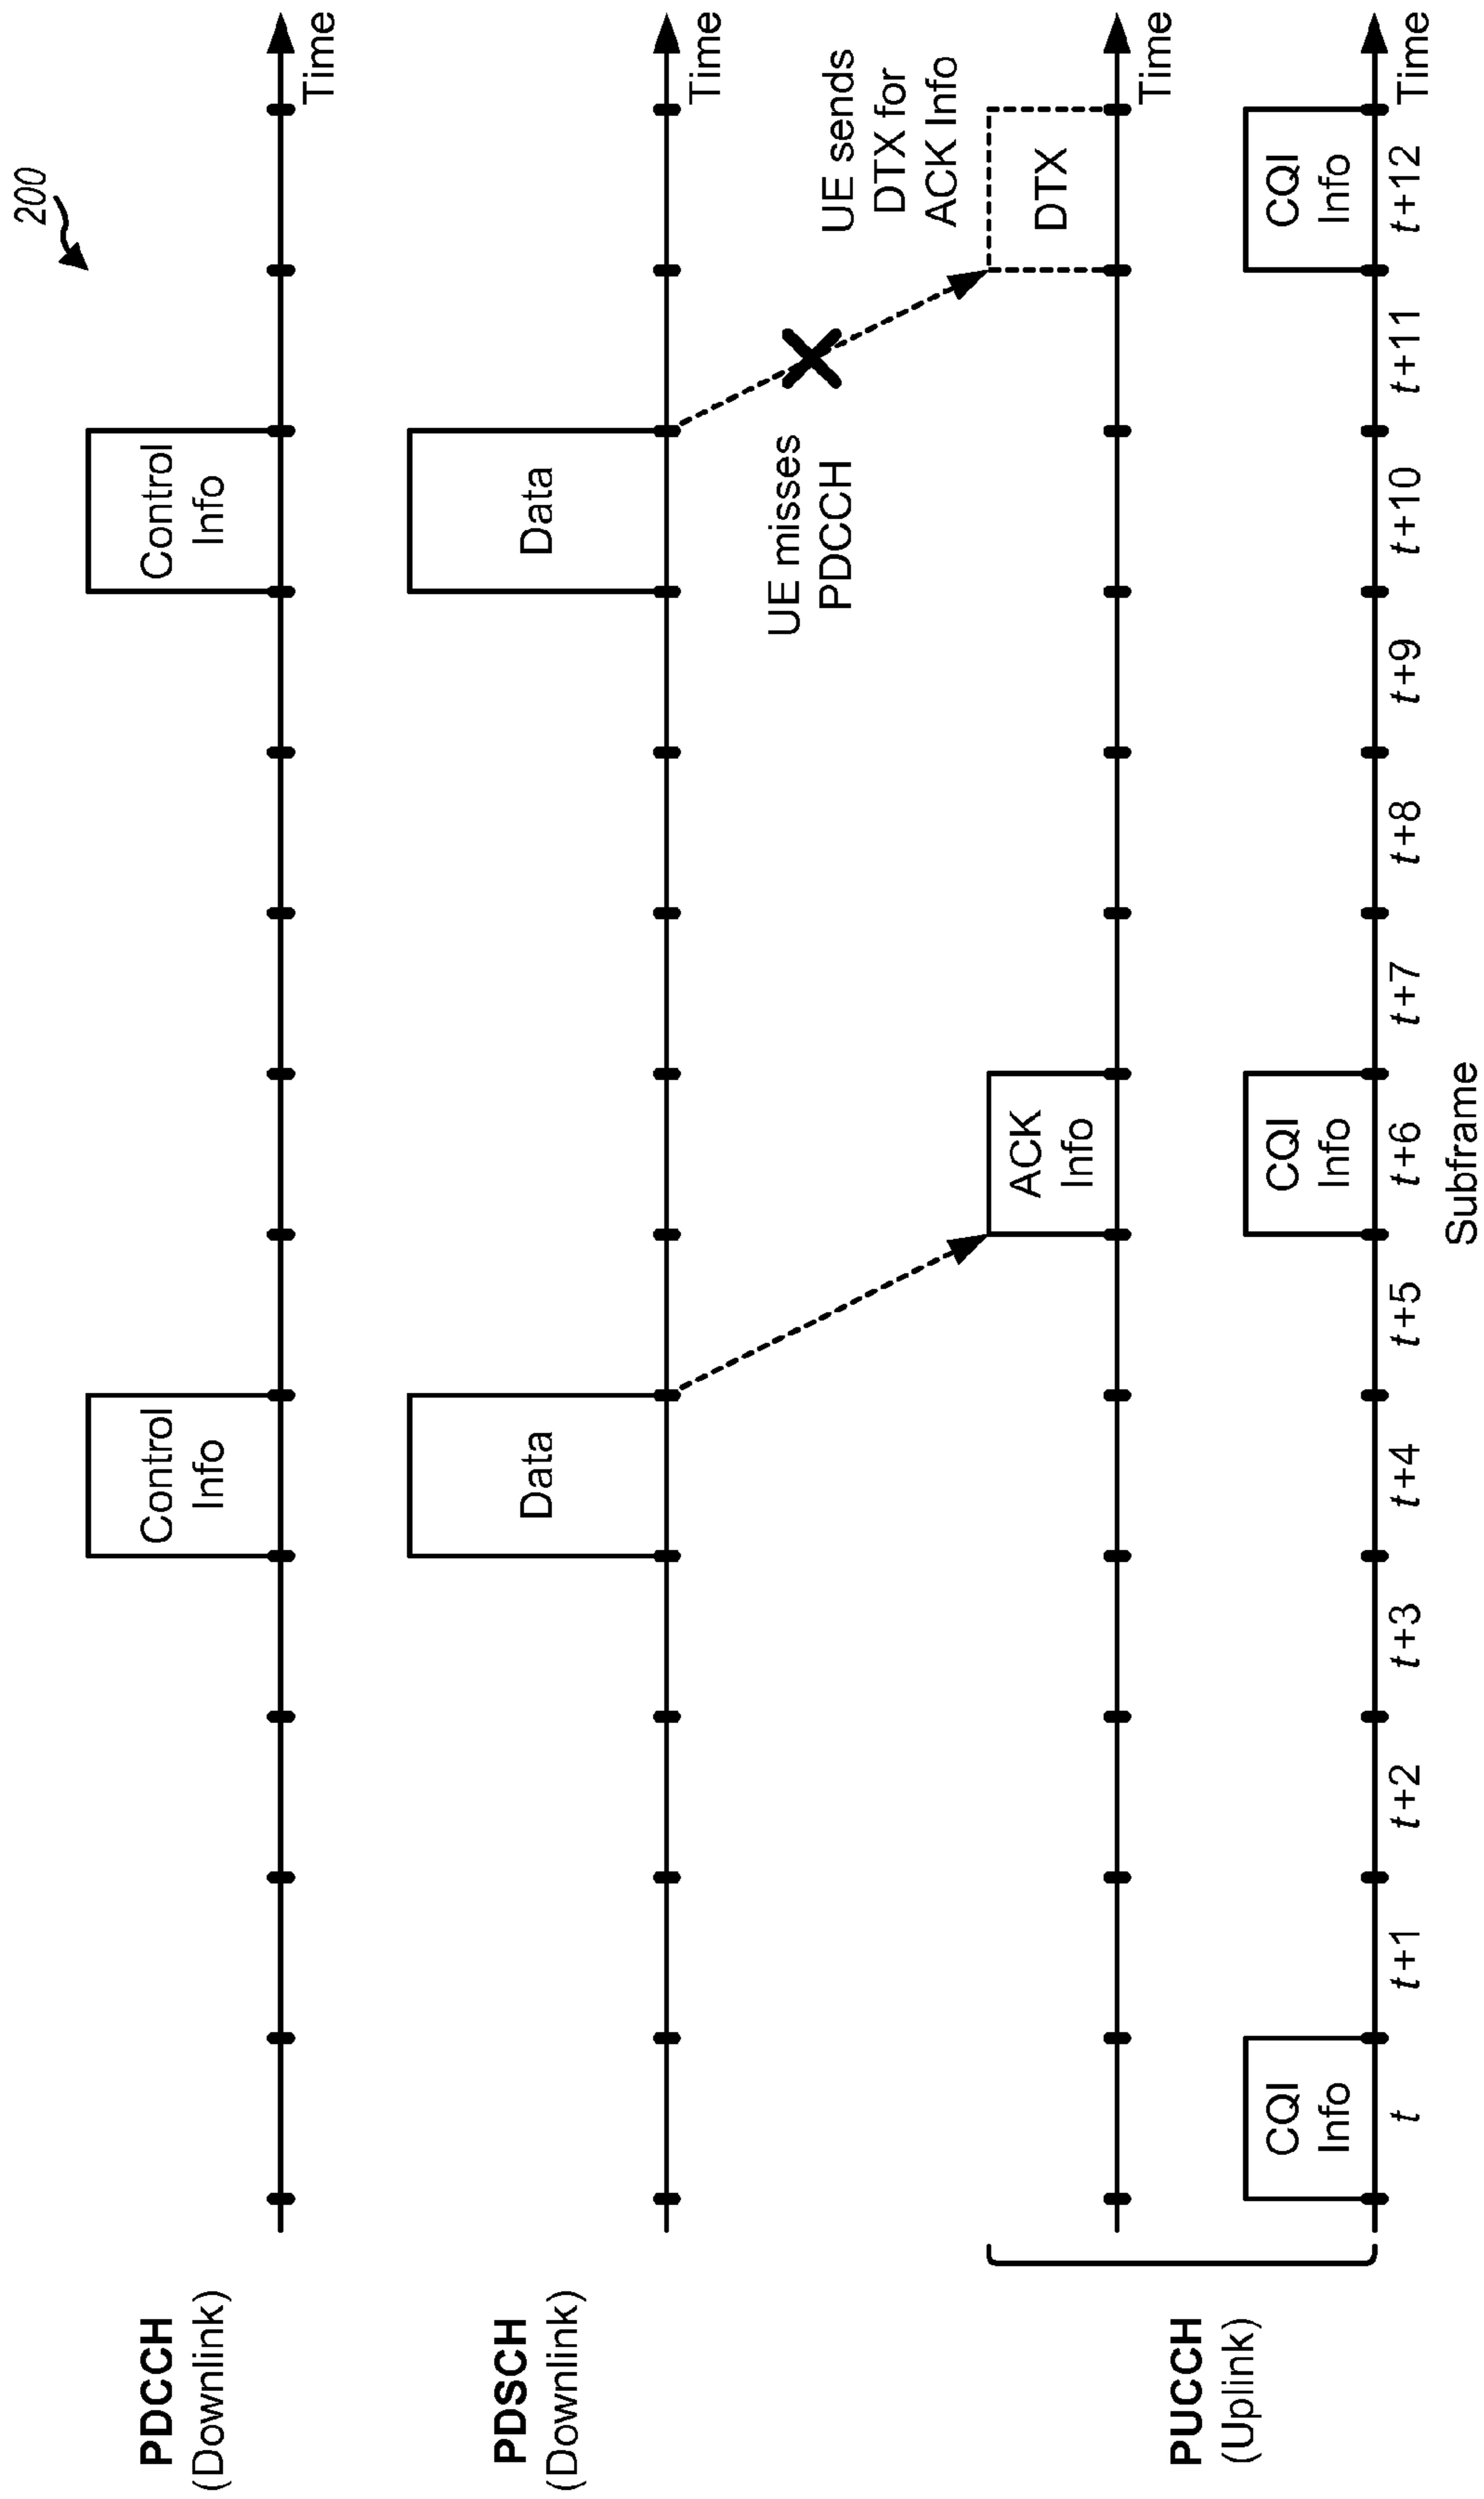 200
PDCCH
(Downlink)
Control
Info
Control
Info
Time
PDSCH
(Downlink)
Data
Data
Time
UE misses
PDCCH
UE sends
DTX for
ACK Info
PUCCH
(Uplink)
ACK
Info
DTX
Time
CQI
Info
CQI
Info
CQI
Info
t
t+1
t+2
t+3
t+4
t+5
t+6
t+7
t+8
t+9
t+10
t+11
t+12
Time
Subframe